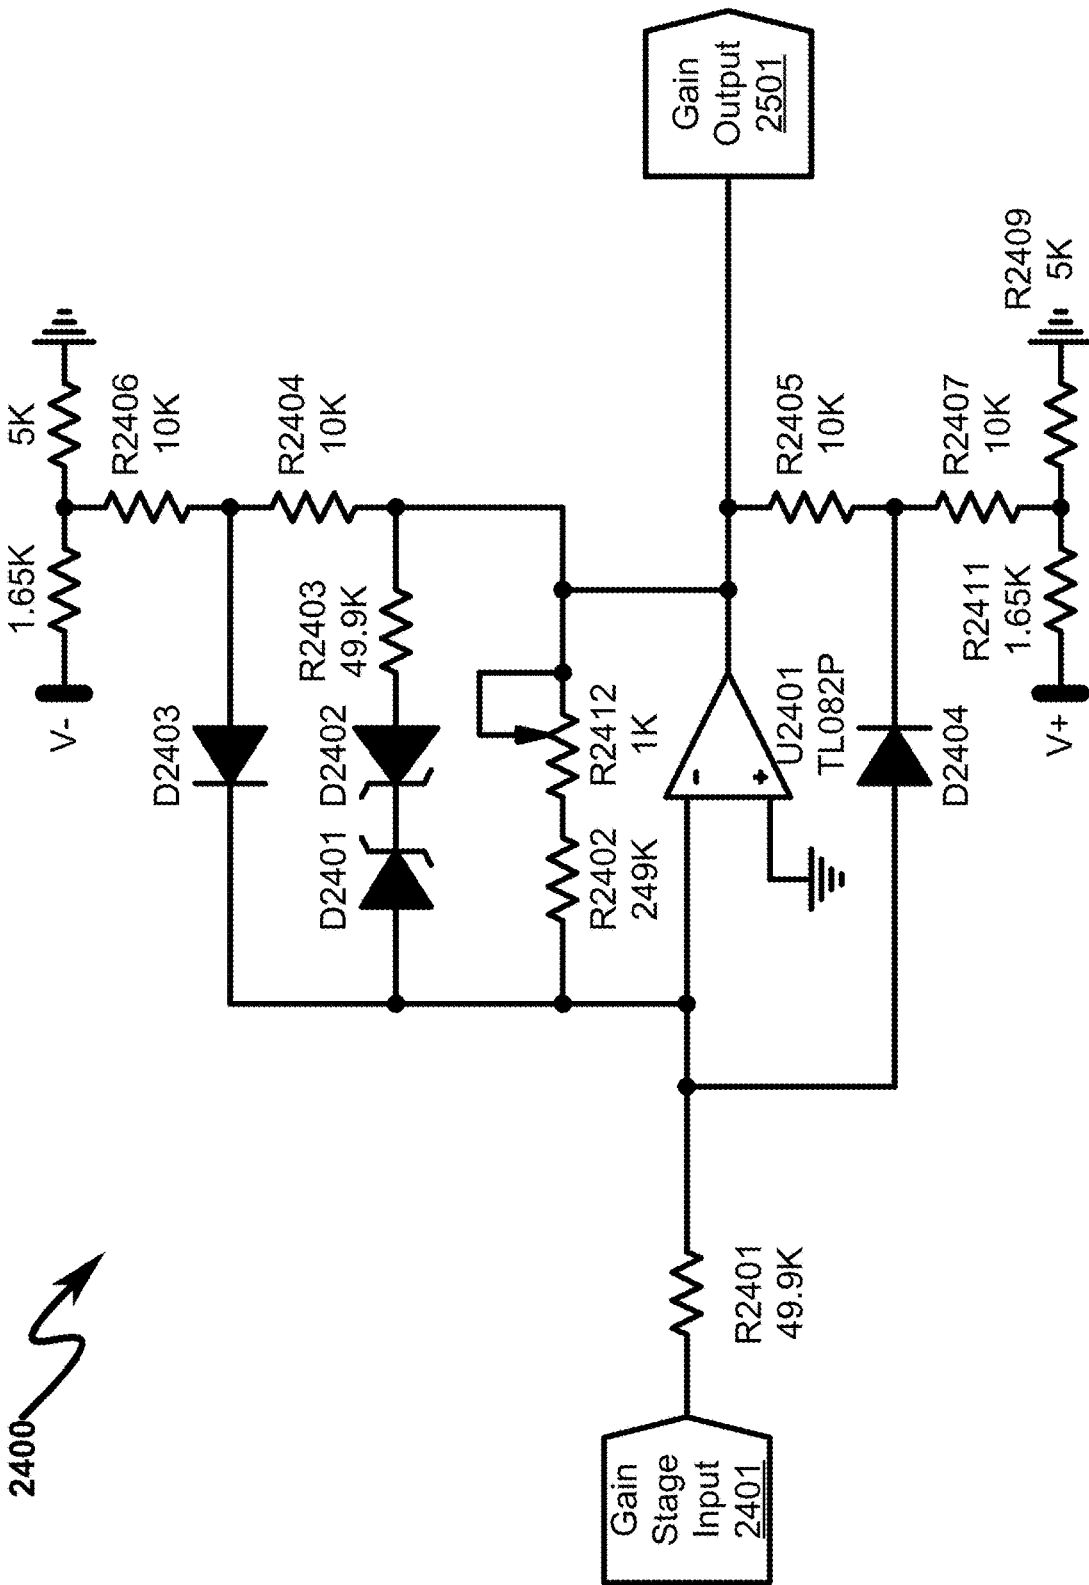 2400
V-
1.65K
5K
R2406
10K
D2403
R2404
10K
D2401
D2402
R2403
49.9K
R2402
249K
R2412
1K
Gain
Stage
Input
2401
R2401
49.9K
-
+
U2401
TL082P
Gain
Output
2501
R2405
10K
D2404
R2407
10K
V+
R2411
1.65K
R2409
5K